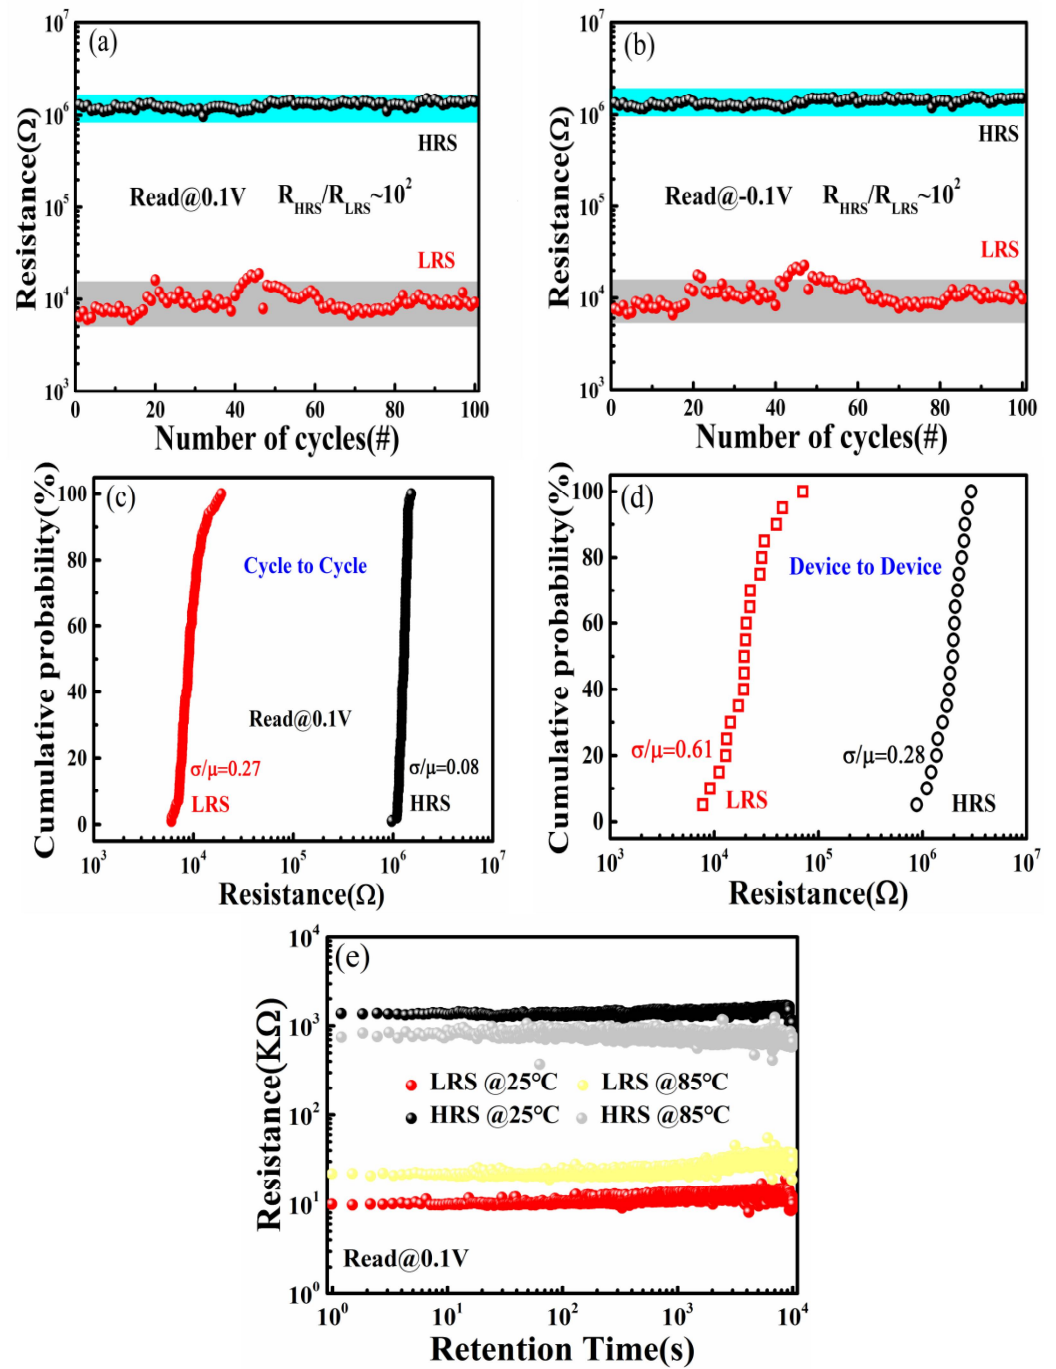 (a)
10⁷
10⁶
10⁵
10⁴
10³
Resistance(Ω)
HRS
Read@0.1V R_HRS/R_LRS~10²
LRS
0 20 40 60 80 100
Number of cycles(#)
(b)
10⁷
10⁶
10⁵
10⁴
10³
Resistance(Ω)
HRS
Read@-0.1V R_HRS/R_LRS~10²
LRS
0 20 40 60 80 100
Number of cycles(#)
(c)
100
80
60
40
20
0
Cumulative probability(%)
Cycle to Cycle
Read@0.1V
σ/μ=0.27
LRS
σ/μ=0.08
HRS
10³ 10⁴ 10⁵ 10⁶ 10⁷
Resistance(Ω)
(d)
100
80
60
40
20
0
Cumulative probability(%)
Device to Device
σ/μ=0.61
LRS
σ/μ=0.28
HRS
10³ 10⁴ 10⁵ 10⁶ 10⁷
Resistance(Ω)
(e)
10⁴
10³
10²
10¹
10⁰
Resistance(KΩ)
LRS @25°C LRS @85°C
HRS @25°C HRS @85°C
Read@0.1V
10⁰ 10¹ 10² 10³ 10⁴
Retention Time(s)